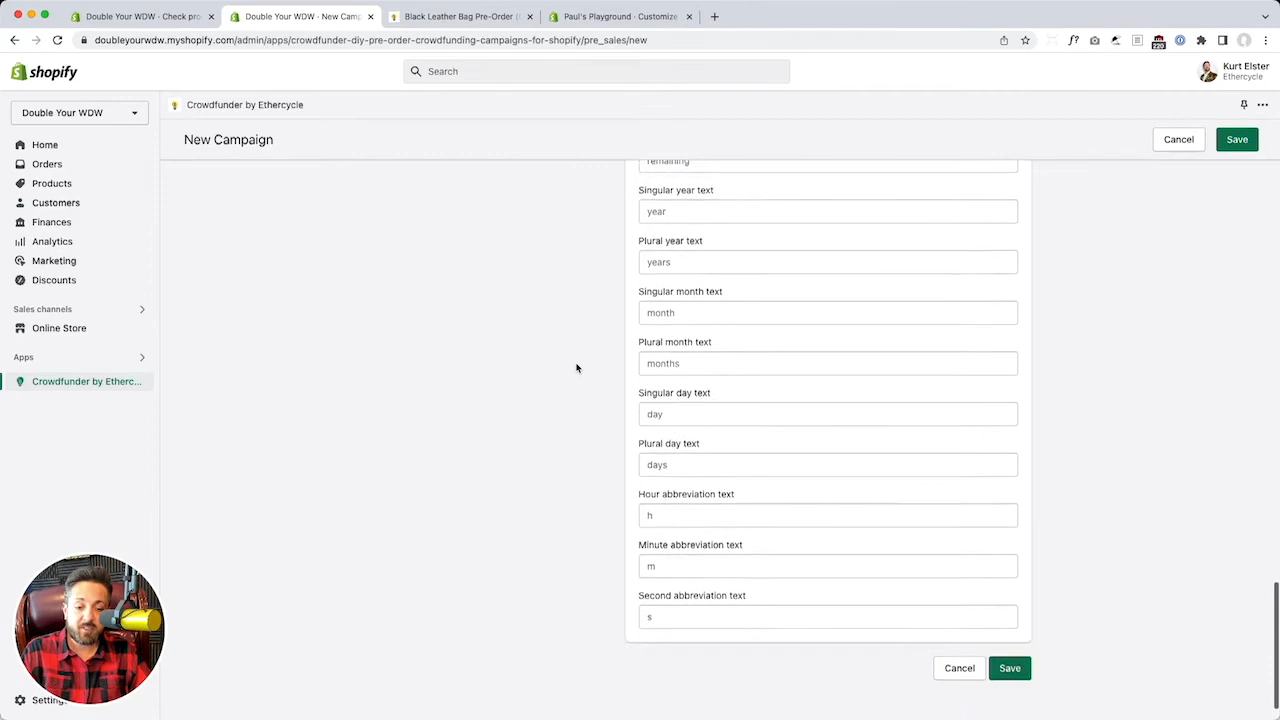 Double Your WDW · Check pro
Double Your WDW · New Camp
Black Leather Bag Pre-Order (
Paul's Playground · Customize
doubleyourwdw.myshopify.com/admin/apps/crowdfunder-diy-pre-order-crowdfunding-campaigns-for-shopify/pre_sales/new
f?
220
shopify
Search
Kurt Elster
Ethercycle
Double Your WDW
Crowdfunder by Ethercycle
New Campaign
Cancel
Save
Home
Orders
Products
Customers
Finances
Analytics
Marketing
Discounts
Sales channels
Online Store
Apps
Crowdfunder by Etherc...
Settings
remaining
Singular year text
year
Plural year text
years
Singular month text
month
Plural month text
months
Singular day text
day
Plural day text
days
Hour abbreviation text
h
Minute abbreviation text
m
Second abbreviation text
s
Cancel
Save